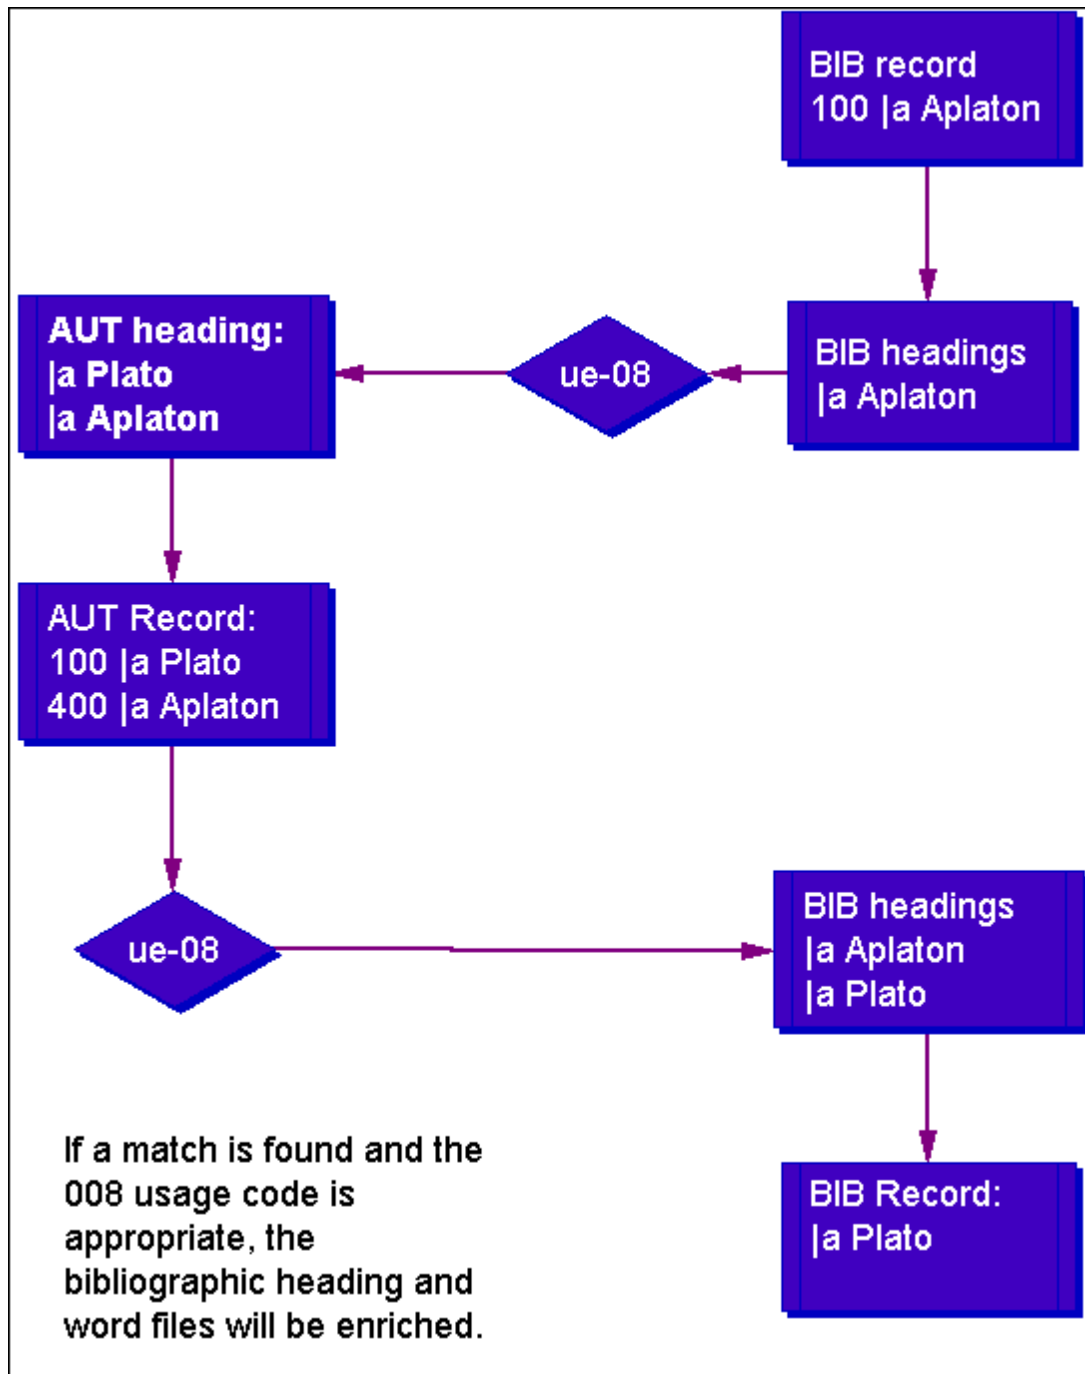 BIB record
100 |a Aplaton
BIB headings
|a Aplaton
ue-08
AUT heading:
|a Plato
|a Aplaton
AUT Record:
100 |a Plato
400 |a Aplaton
ue-08
BIB headings
|a Aplaton
|a Plato
BIB Record:
|a Plato
If a match is found and the
008 usage code is
appropriate, the
bibliographic heading and
word files will be enriched.